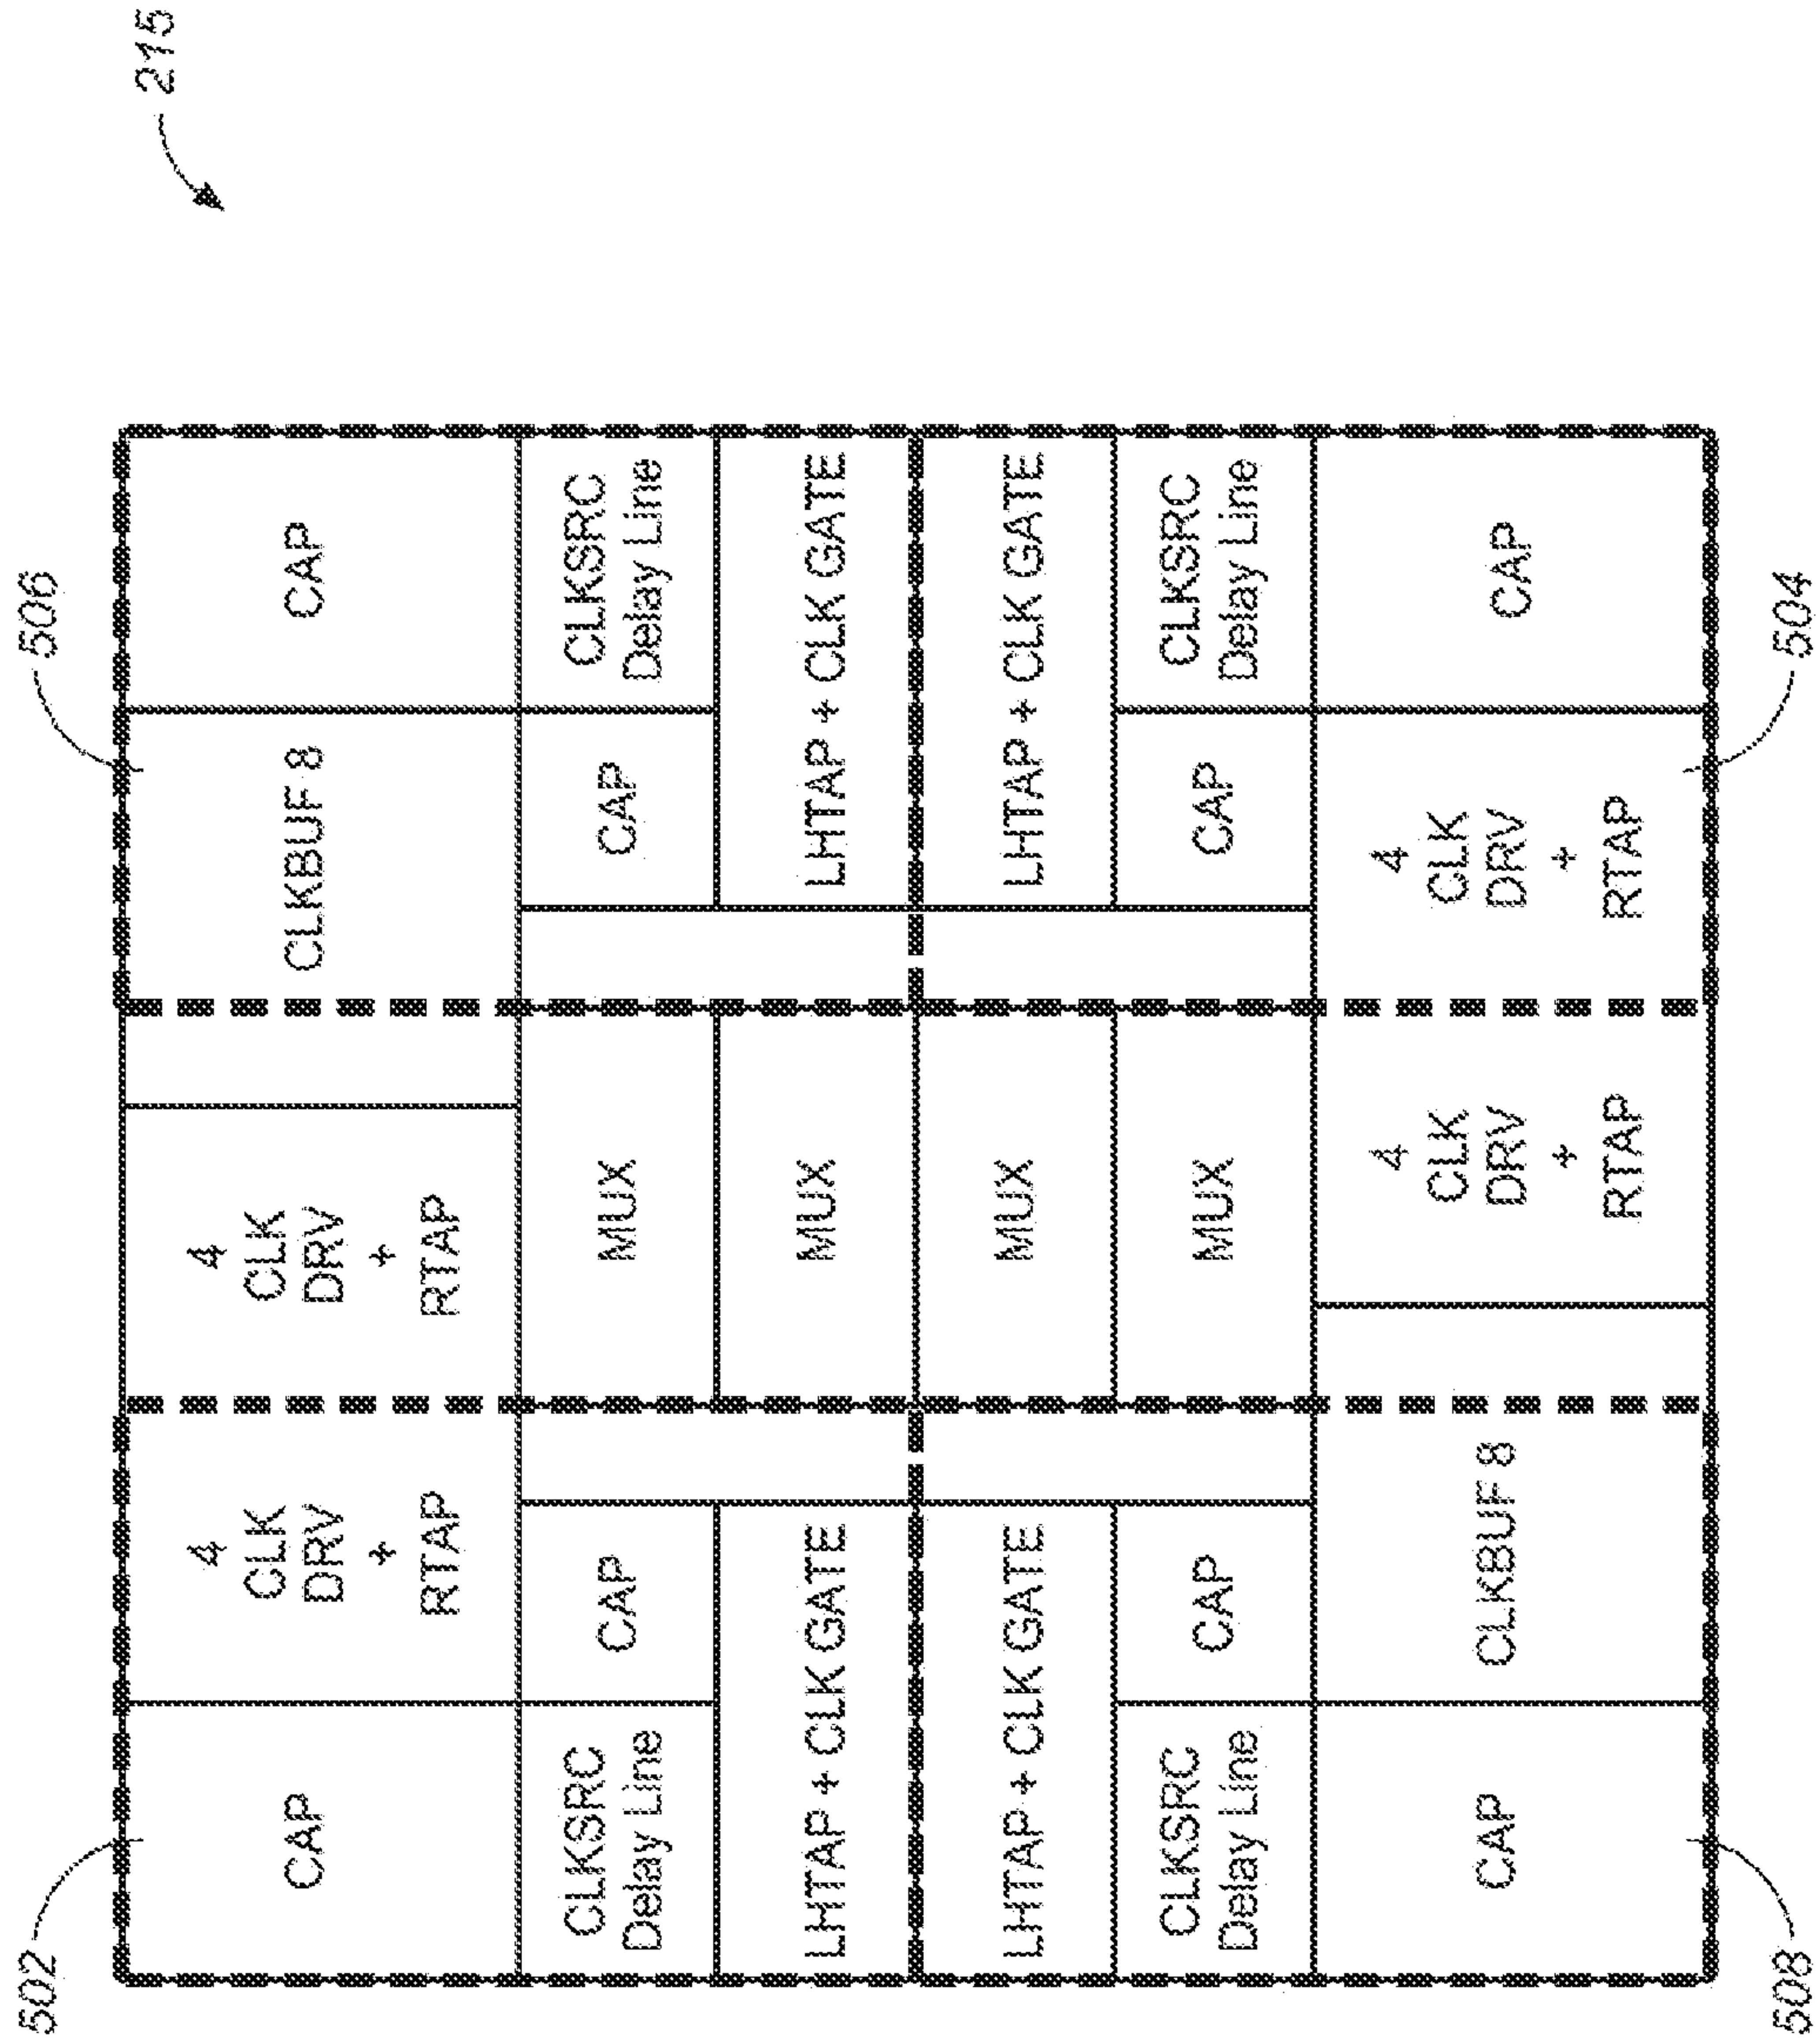 502
506
215
CAP
4
CLK
DRV
+
RTAP
4
CLK
DRV
+
RTAP
CLKBUF 8
CAP
CLKSRC
Delay Line
CAP
MUX
CAP
CLKSRC
Delay Line
LHTAP + CLK GATE
MUX
LHTAP + CLK GATE
LHTAP + CLK GATE
MUX
LHTAP + CLK GATE
CLKSRC
Delay Line
CAP
MUX
CAP
CLKSRC
Delay Line
CAP
CLKBUF 8
4
CLK
DRV
+
RTAP
4
CLK
DRV
+
RTAP
CAP
508
504